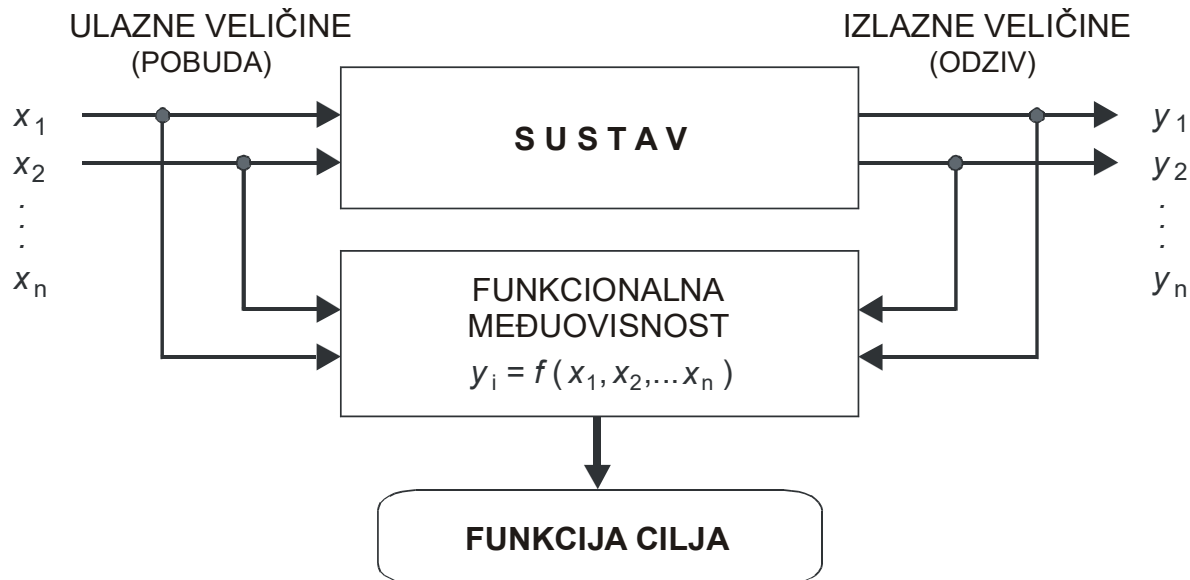 ULAZNE VELIČINE
(POBUDA)
IZLAZNE VELIČINE
(ODZIV)
x1
x2
⋮
xn
S U S T A V
y1
y2
⋮
yn
FUNKCIONALNA
MEĐUOVISNOST
yi = f ( x1, x2,... xn )
FUNKCIJA CILJA